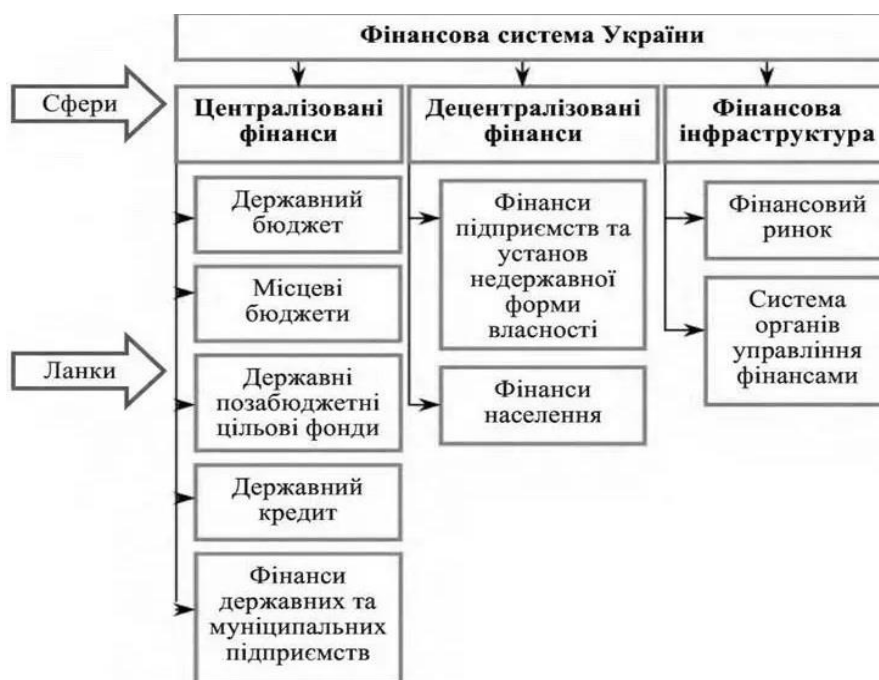 Фінансова система України
Сфери
Централізовані
фінанси
Децентралізовані
фінанси
Фінансова
інфраструктура
Ланки
Державний
бюджет
Місцеві
бюджети
Державні
позабюджетні
цільові фонди
Державний
кредит
Фінанси
державних та
муніципальних
підприємств
Фінанси
підприємств та
установ
недержавної
форми
власності
Фінанси
населення
Фінансовий
ринок
Система
органів
управління
фінансами